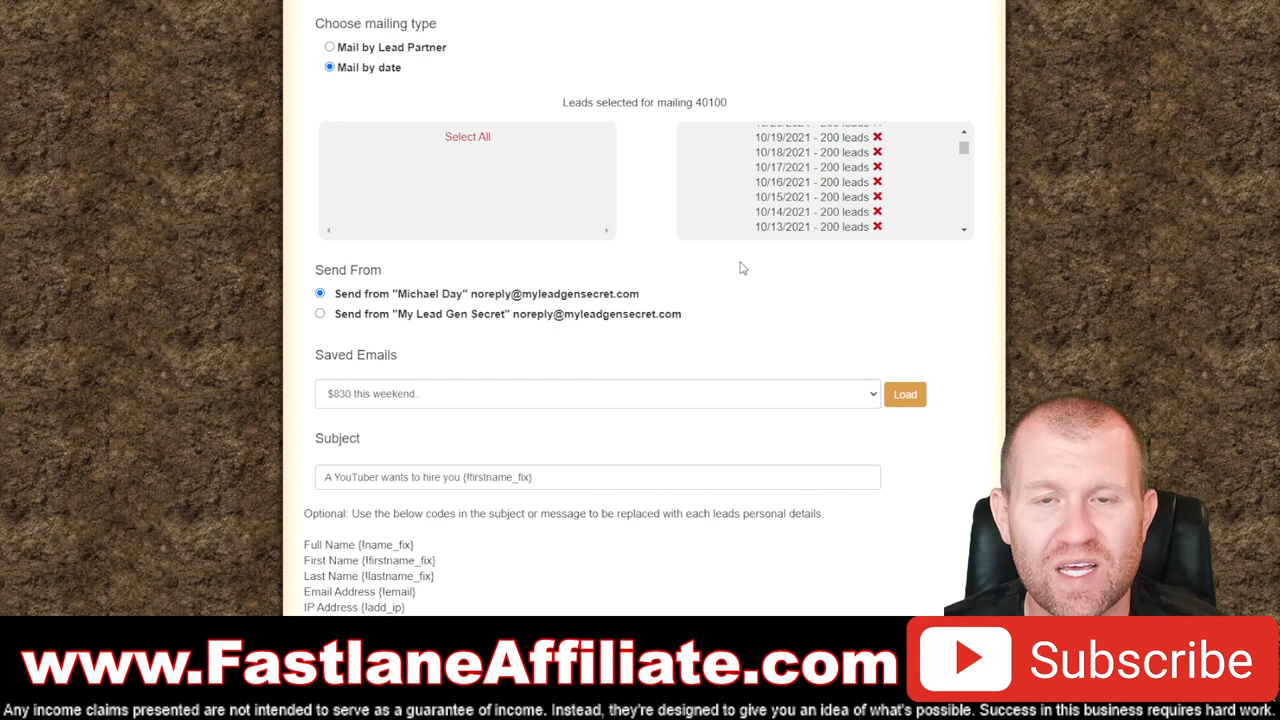 Choose mailing type
Mail by Lead Partner
Mail by date
Leads selected for mailing 40100
Select All
10/20/2021 - 200 leads
10/19/2021 - 200 leads
10/18/2021 - 200 leads
10/17/2021 - 200 leads
10/16/2021 - 200 leads
10/15/2021 - 200 leads
10/14/2021 - 200 leads
10/13/2021 - 200 leads
Send From
Send from "Michael Day" noreply@myleadgensecret.com
Send from "My Lead Gen Secret" noreply@myleadgensecret.com
Saved Emails
$830 this weekend..
Load
Subject
A YouTuber wants to hire you {!firstname_fix}
Optional: Use the below codes in the subject or message to be replaced with each leads personal details.
Full Name {!name_fix}
First Name {!firstname_fix}
Last Name {!lastname_fix}
Email Address {!email}
IP Address {!add_ip}
www.FastlaneAffiliate.com
Subscribe
Any income claims presented are not intended to serve as a guarantee of income. Instead, they're designed to give you an idea of what's possible. Success in this business requires hard work.